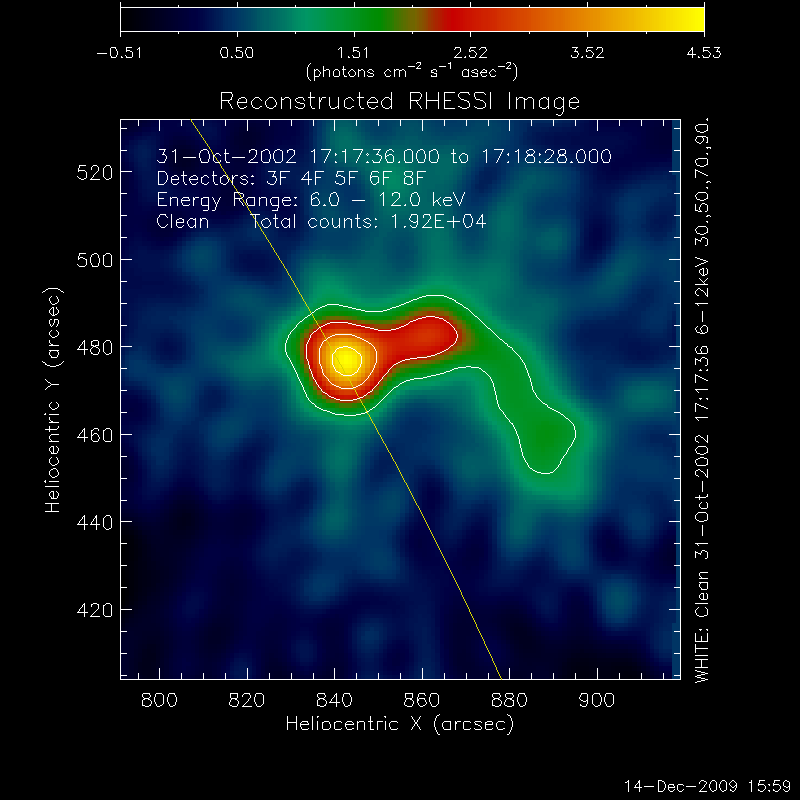 −0.51 0.50 1.51 2.52 3.52 4.53
(photons cm⁻² s⁻¹ asec⁻²)
Reconstructed RHESSI Image
31−Oct−2002 17:17:36.000 to 17:18:28.000
Detectors: 3F 4F 5F 6F 8F
Energy Range: 6.0 − 12.0 keV
Clean Total counts: 1.92E+04
520
500
480
460
440
420
Heliocentric Y (arcsec)
800 820 840 860 880 900
Heliocentric X (arcsec)
WHITE: Clean 31−Oct−2002 17:17:36 6−12keV 30.,50.,70.,90.
14−Dec−2009 15:59